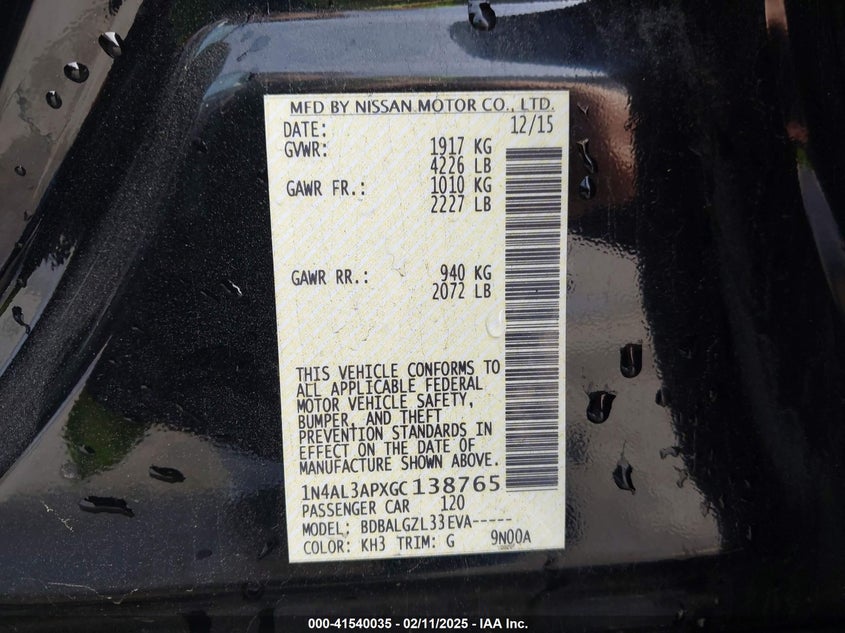 MFD BY NISSAN MOTOR CO., LTD.
DATE: 12/15
GVWR: 1917 KG
4226 LB
GAWR FR.: 1010 KG
2227 LB
GAWR RR.: 940 KG
2072 LB
THIS VEHICLE CONFORMS TO
ALL APPLICABLE FEDERAL
MOTOR VEHICLE SAFETY,
BUMPER, AND THEFT
PREVENTION STANDARDS IN
EFFECT ON THE DATE OF
MANUFACTURE SHOWN ABOVE.
1N4AL3APXGC138765
PASSENGER CAR 120
MODEL: BDBALGZL33EVA-----
COLOR: KH3 TRIM: G 9N00A
000-41540035 - 02/11/2025 - IAA Inc.